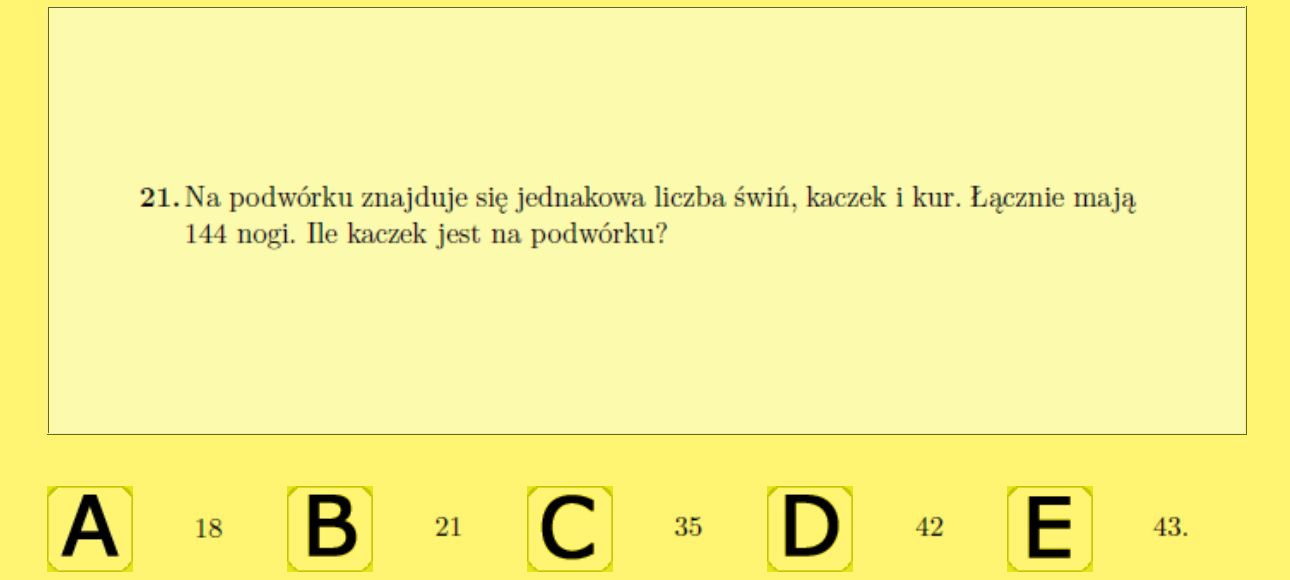 21. Na podwórku znajduje się jednakowa liczba świń, kaczek i kur. Łącznie mają
144 nogi. Ile kaczek jest na podwórku?
A 18 B 21 C 35 D 42 E 43.